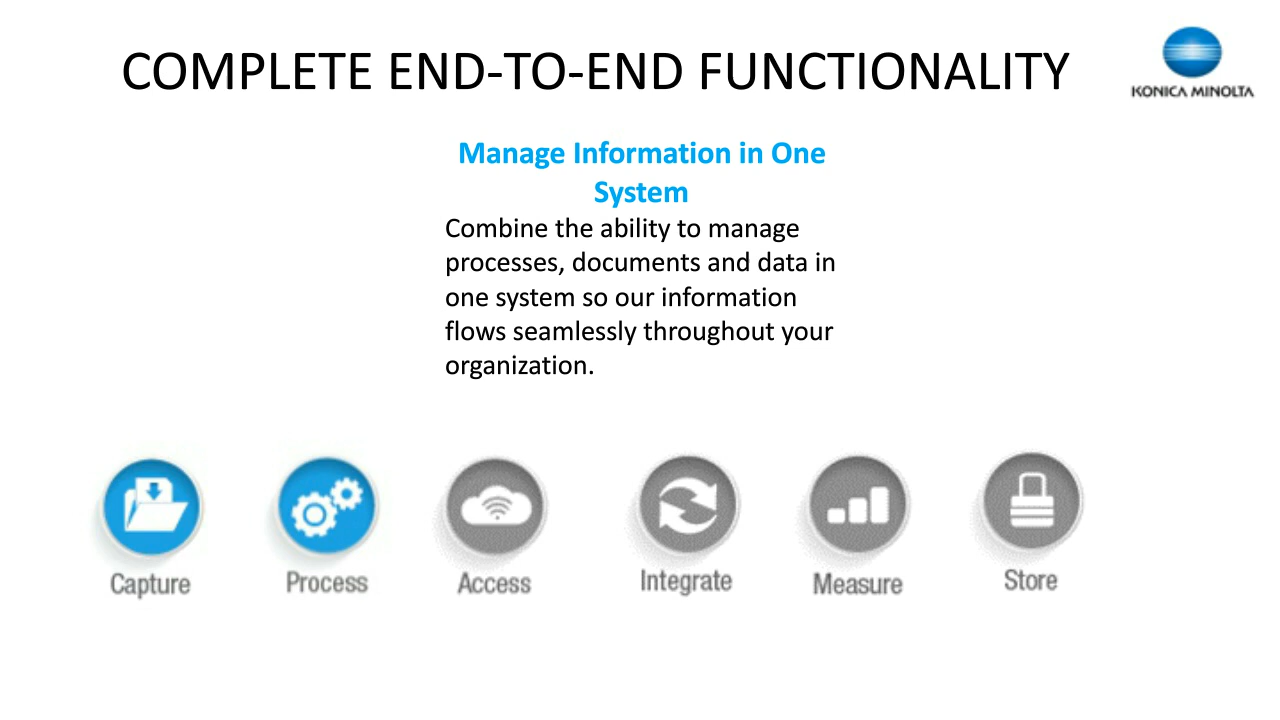 COMPLETE END-TO-END FUNCTIONALITY
KONICA MINOLTA
Manage Information in One
System
Combine the ability to manage
processes, documents and data in
one system so our information
flows seamlessly throughout your
organization.
Capture
Process
Access
Integrate
Measure
Store